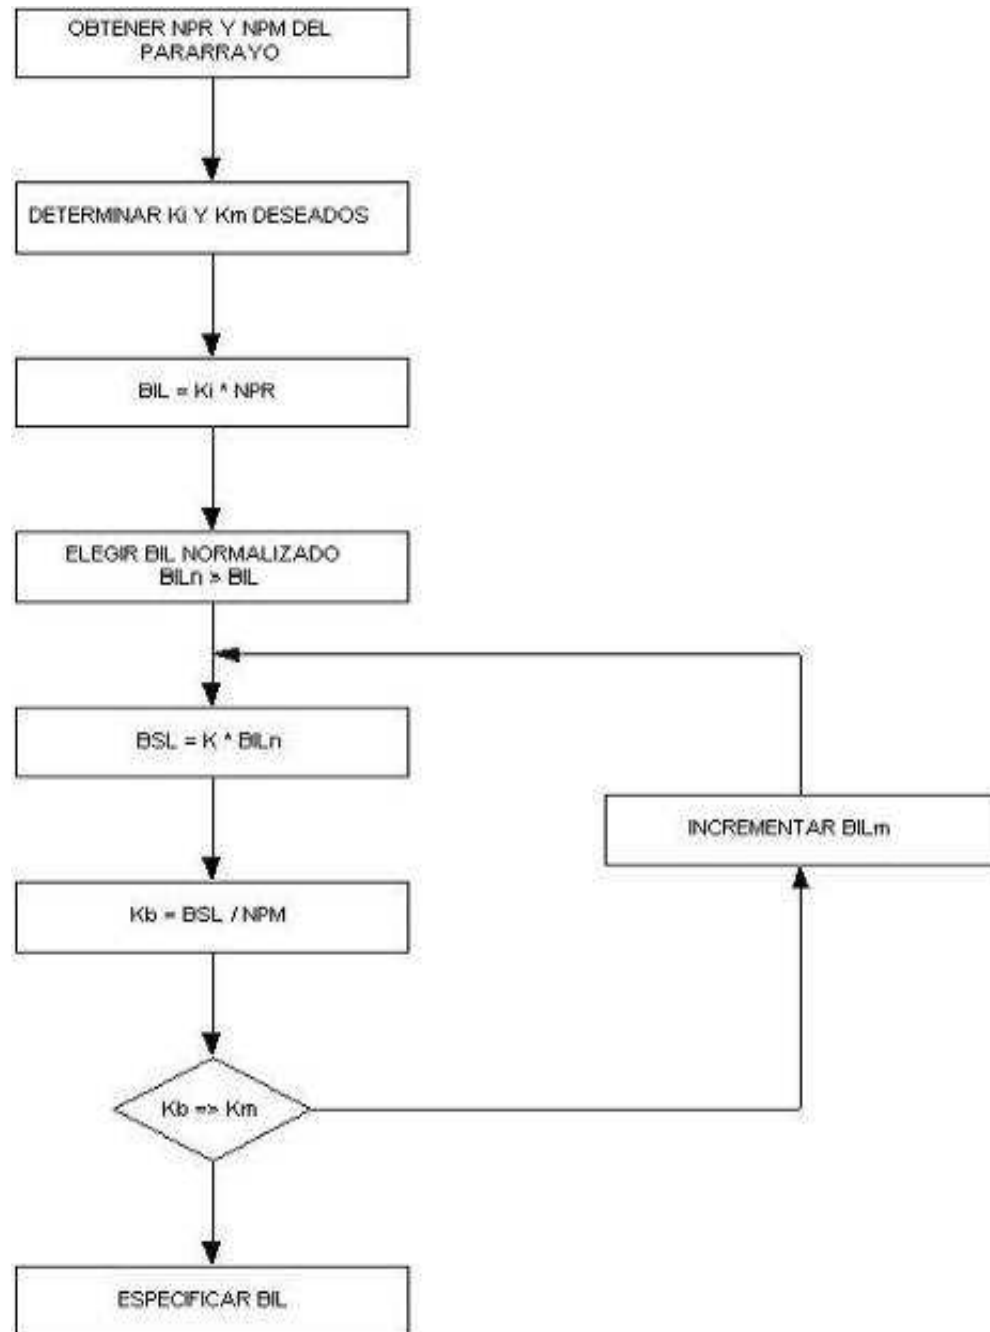 OBTENER NPR Y NPM DEL
PARARRAYO
DETERMINAR Ki Y Km DESEADOS
BIL = Ki * NPR
ELEGIR BIL NORMALIZADO
BILn > BIL
BSL = K * BILn
INCREMENTAR BILm
Kb = BSL / NPM
Kb => Km
ESPECIFICAR BIL